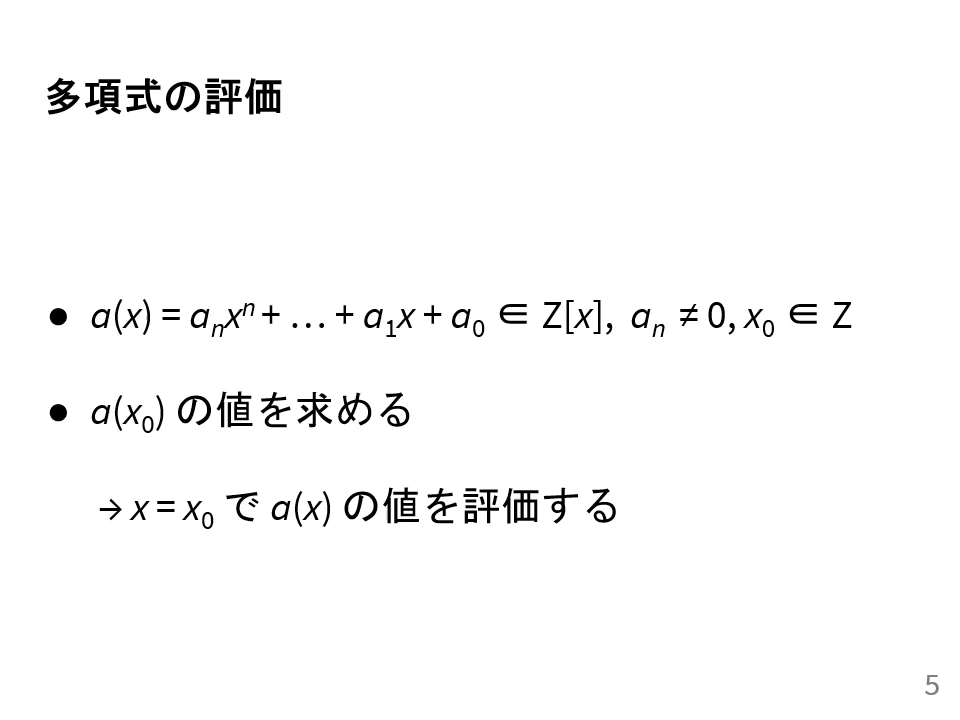 多項式の評価
● a(x) = aₙxⁿ + … + a₁x + a₀ ∈ Z[x], aₙ ≠ 0, x₀ ∈ Z
● a(x₀) の値を求める
→ x = x₀ で a(x) の値を評価する
5